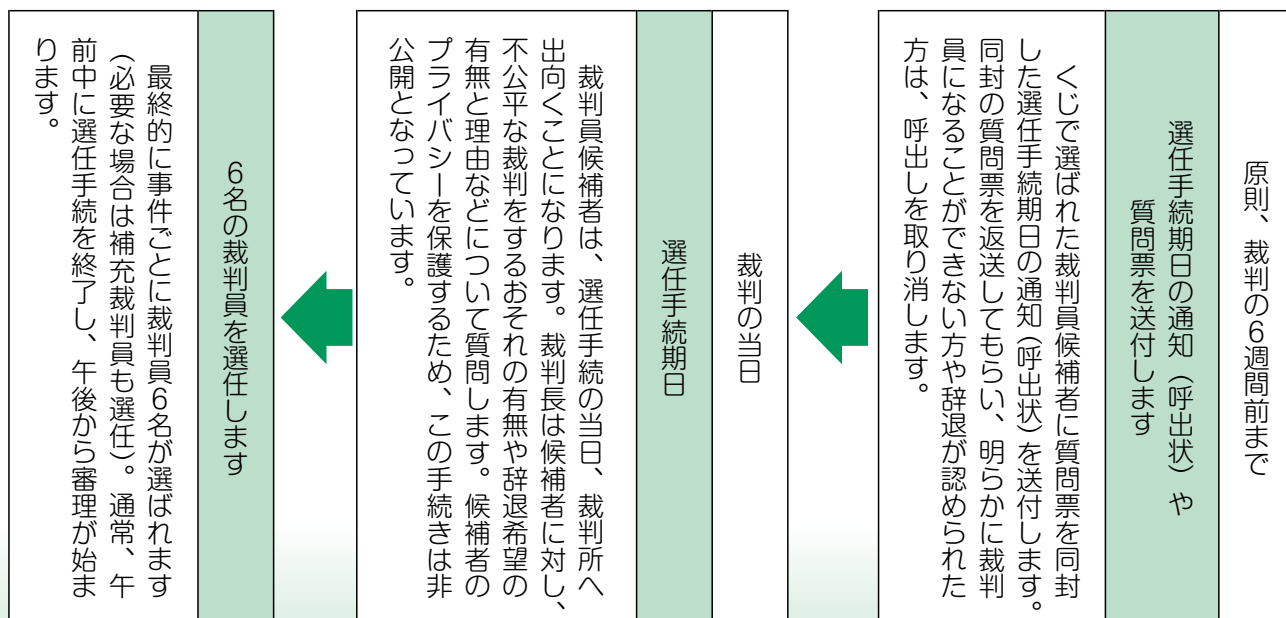 原則、裁判の6週間前まで
選任手続期日の通知（呼出状）や
質問票を送付します
くじで選ばれた裁判員候補者に質問票を同封
した選任手続期日の通知（呼出状）を送付します。
同封の質問票を返送してもらい、明らかに裁判
員になることができない方や辞退が認められた
方は、呼出しを取り消します。
裁判の当日
選任手続期日
裁判員候補者は、選任手続の当日、裁判所へ
出向くことになります。裁判長は候補者に対し、
不公平な裁判をするおそれの有無や辞退希望の
有無と理由などについて質問します。候補者の
プライバシーを保護するため、この手続きは非
公開となっています。
6名の裁判員を選任します
最終的に事件ごとに裁判員6名が選ばれます
（必要な場合は補充裁判員も選任）。通常、午
前中に選任手続を終了し、午後から審理が始ま
ります。